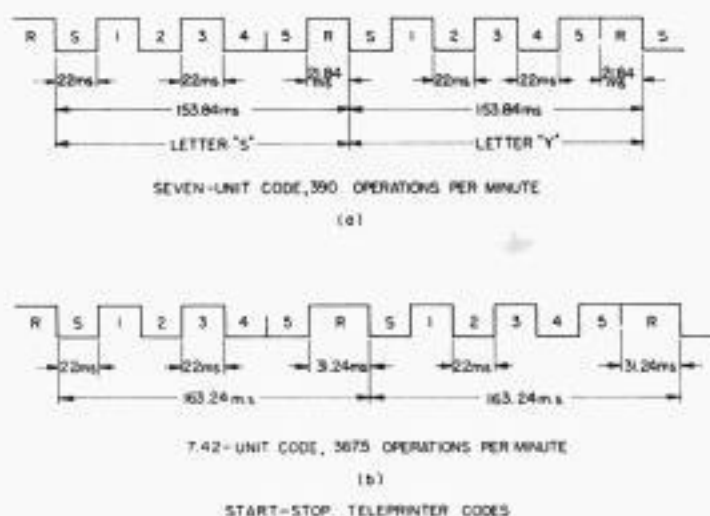 R S 1 2 3 4 5 R S 1 2 3 4 5 R S
22ms 22ms 21.84 ms 22ms 22ms 21.84 ms
153.84ms 153.84ms
LETTER "S" LETTER "Y"
SEVEN-UNIT CODE, 390 OPERATIONS PER MINUTE
(a)
R S 1 2 3 4 5 R S 1 2 3 4 5 R
22ms 22ms 31.24ms 22ms 31.24ms
163.24m.s 163.24m.s
7.42-UNIT CODE, 367.5 OPERATIONS PER MINUTE
(b)
START-STOP TELEPRINTER CODES